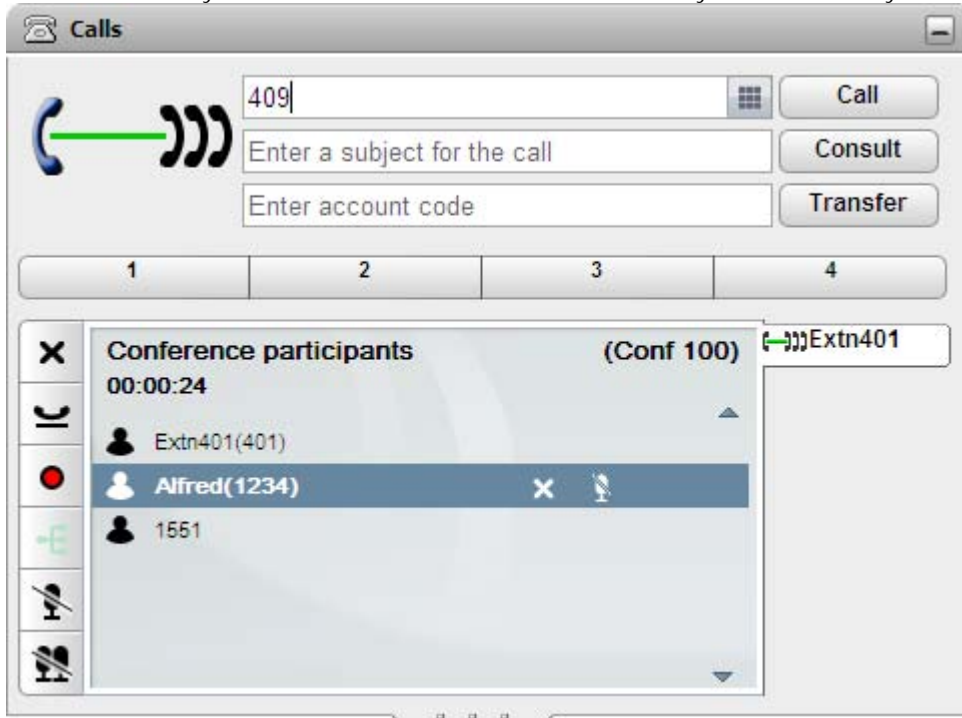 Calls
409
Call
Enter a subject for the call
Consult
Enter account code
Transfer
1 2 3 4
Conference participants (Conf 100)
Extn401
00:00:24
Extn401(401)
Alfred(1234)
1551